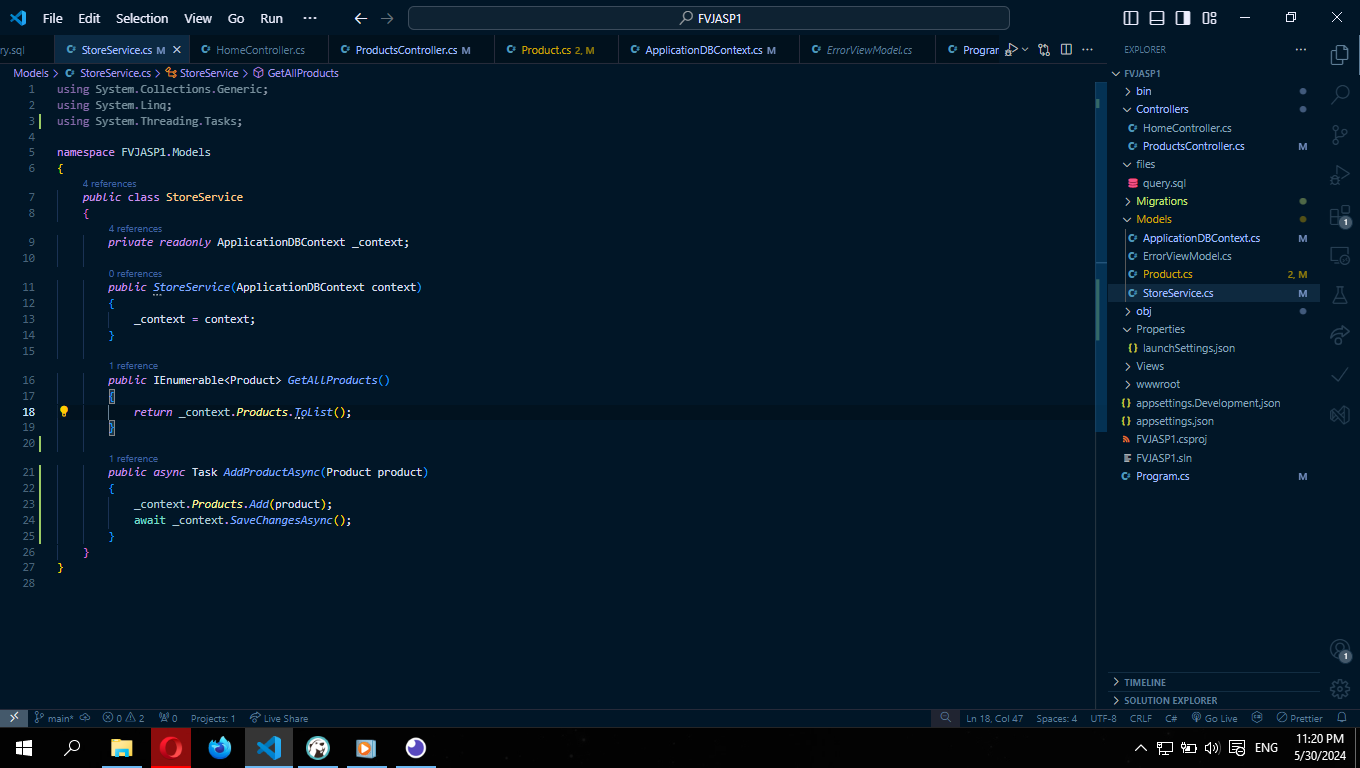 File Edit Selection View Go Run ··· FVJASP1
ry.sql StoreService.cs M HomeController.cs ProductsController.cs M Product.cs 2, M ApplicationDBContext.cs M ErrorViewModel.cs Prograr
Models > StoreService.cs > StoreService > GetAllProducts
1 using System.Collections.Generic;
2 using System.Linq;
3 using System.Threading.Tasks;
4
5 namespace FVJASP1.Models
6 {
4 references
7 public class StoreService
8 {
4 references
9 private readonly ApplicationDBContext _context;
10
0 references
11 public StoreService(ApplicationDBContext context)
12 {
13 _context = context;
14 }
15
1 reference
16 public IEnumerable<Product> GetAllProducts()
17 {
18 return _context.Products.ToList();
19 }
20
1 reference
21 public async Task AddProductAsync(Product product)
22 {
23 _context.Products.Add(product);
24 await _context.SaveChangesAsync();
25 }
26 }
27 }
28
EXPLORER ···
FVJASP1
bin
Controllers
HomeController.cs
ProductsController.cs M
files
query.sql
Migrations
Models
ApplicationDBContext.cs M
ErrorViewModel.cs
Product.cs 2, M
StoreService.cs M
obj
Properties
{} launchSettings.json
Views
wwwroot
{} appsettings.Development.json
{} appsettings.json
FVJASP1.csproj
FVJASP1.sln
Program.cs M
TIMELINE
SOLUTION EXPLORER
1
1
main* 0 2 0 Projects: 1 Live Share Ln 18, Col 47 Spaces: 4 UTF-8 CRLF C# Go Live Prettier
ENG 11:20 PM
5/30/2024